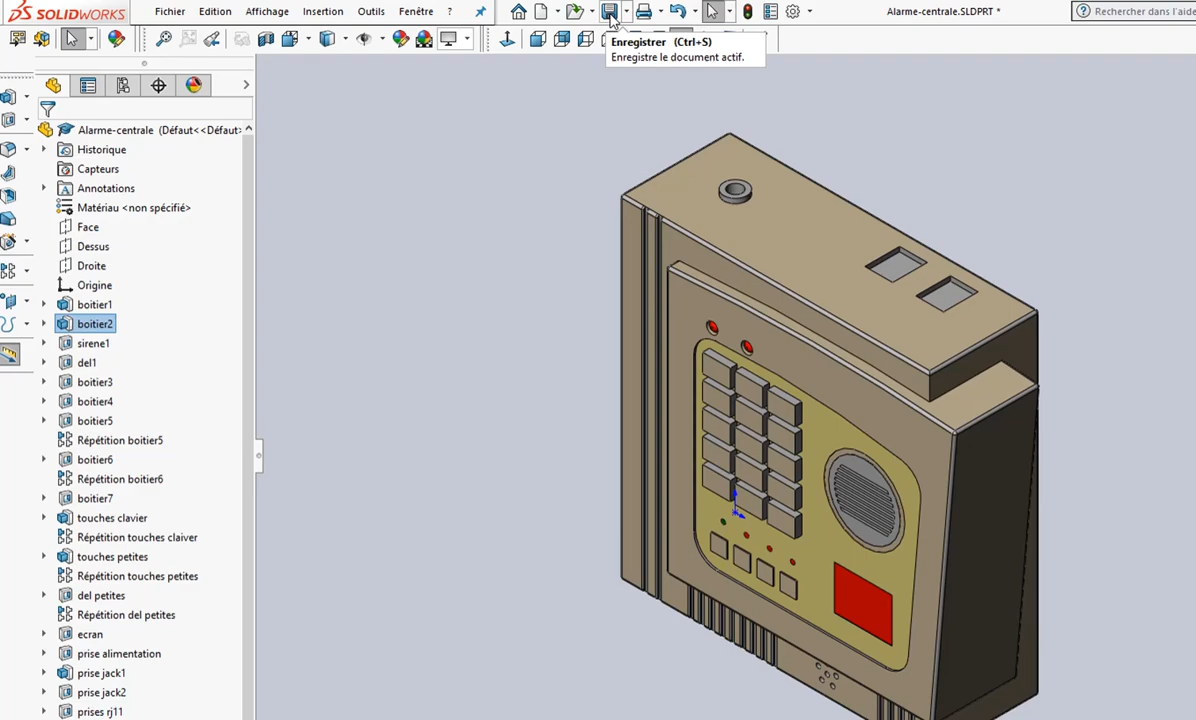 SOLIDWORKS
Fichier Edition Affichage Insertion Outils Fenêtre ?
Alarme-centrale.SLDPRT *
Rechercher dans l'aide
Enregistrer (Ctrl+S)
Enregistre le document actif.
Alarme-centrale (Défaut<<Défaut>
Historique
Capteurs
Annotations
Matériau <non spécifié>
Face
Dessus
Droite
Origine
boitier1
boitier2
sirene1
del1
boitier3
boitier4
boitier5
Répétition boitier5
boitier6
Répétition boitier6
boitier7
touches clavier
Répétition touches claiver
touches petites
Répétition touches petites
del petites
Répétition del petites
ecran
prise alimentation
prise jack1
prise jack2
prises rj11